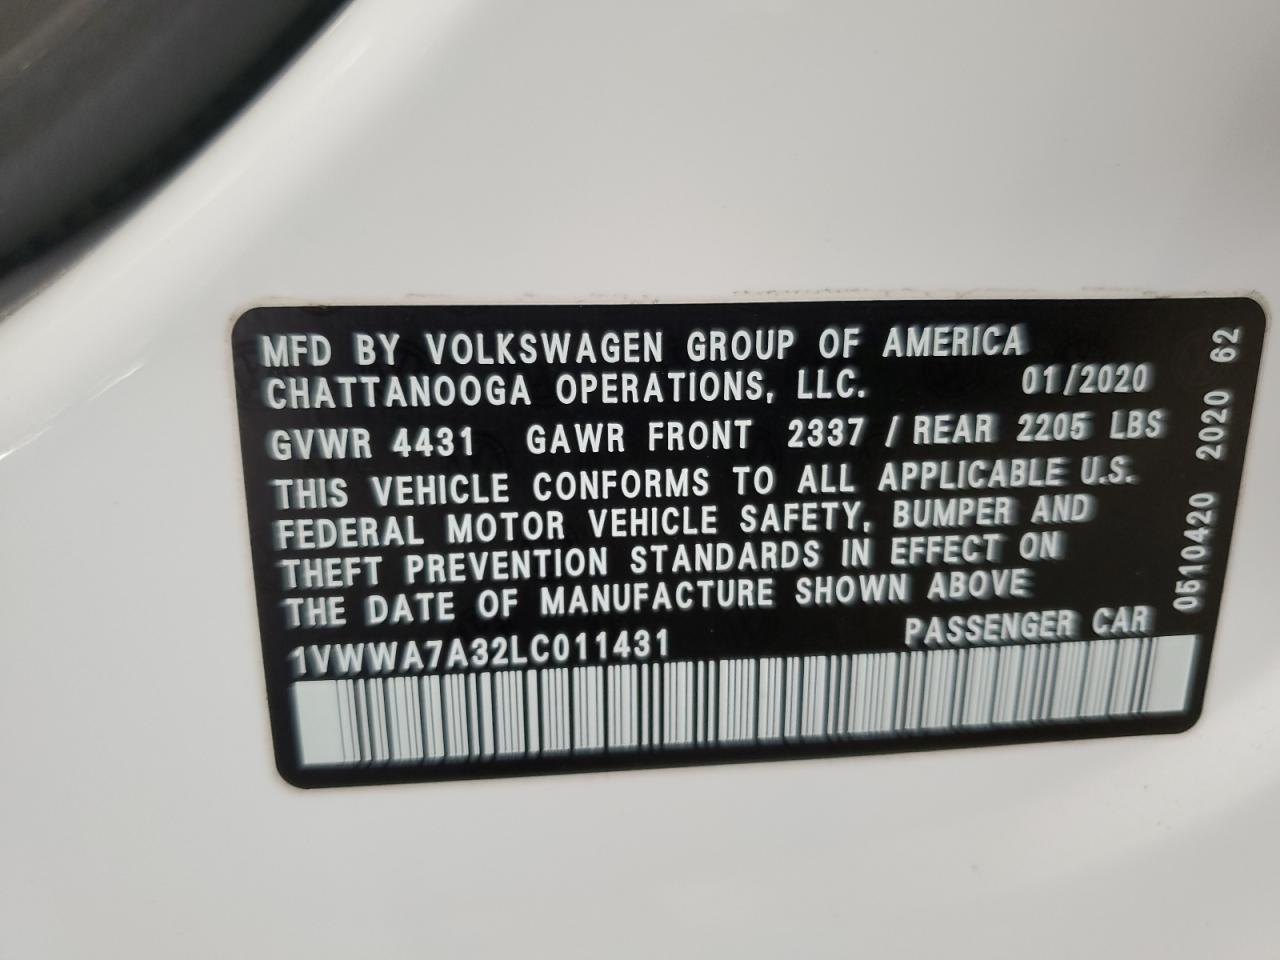 MFD BY VOLKSWAGEN GROUP OF AMERICA
CHATTANOOGA OPERATIONS, LLC. 01/2020
GVWR 4431 GAWR FRONT 2337 / REAR 2205 LBS
THIS VEHICLE CONFORMS TO ALL APPLICABLE U.S.
FEDERAL MOTOR VEHICLE SAFETY, BUMPER AND
THEFT PREVENTION STANDARDS IN EFFECT ON
THE DATE OF MANUFACTURE SHOWN ABOVE
1VWWA7A32LC011431 PASSENGER CAR
0510420 2020 62